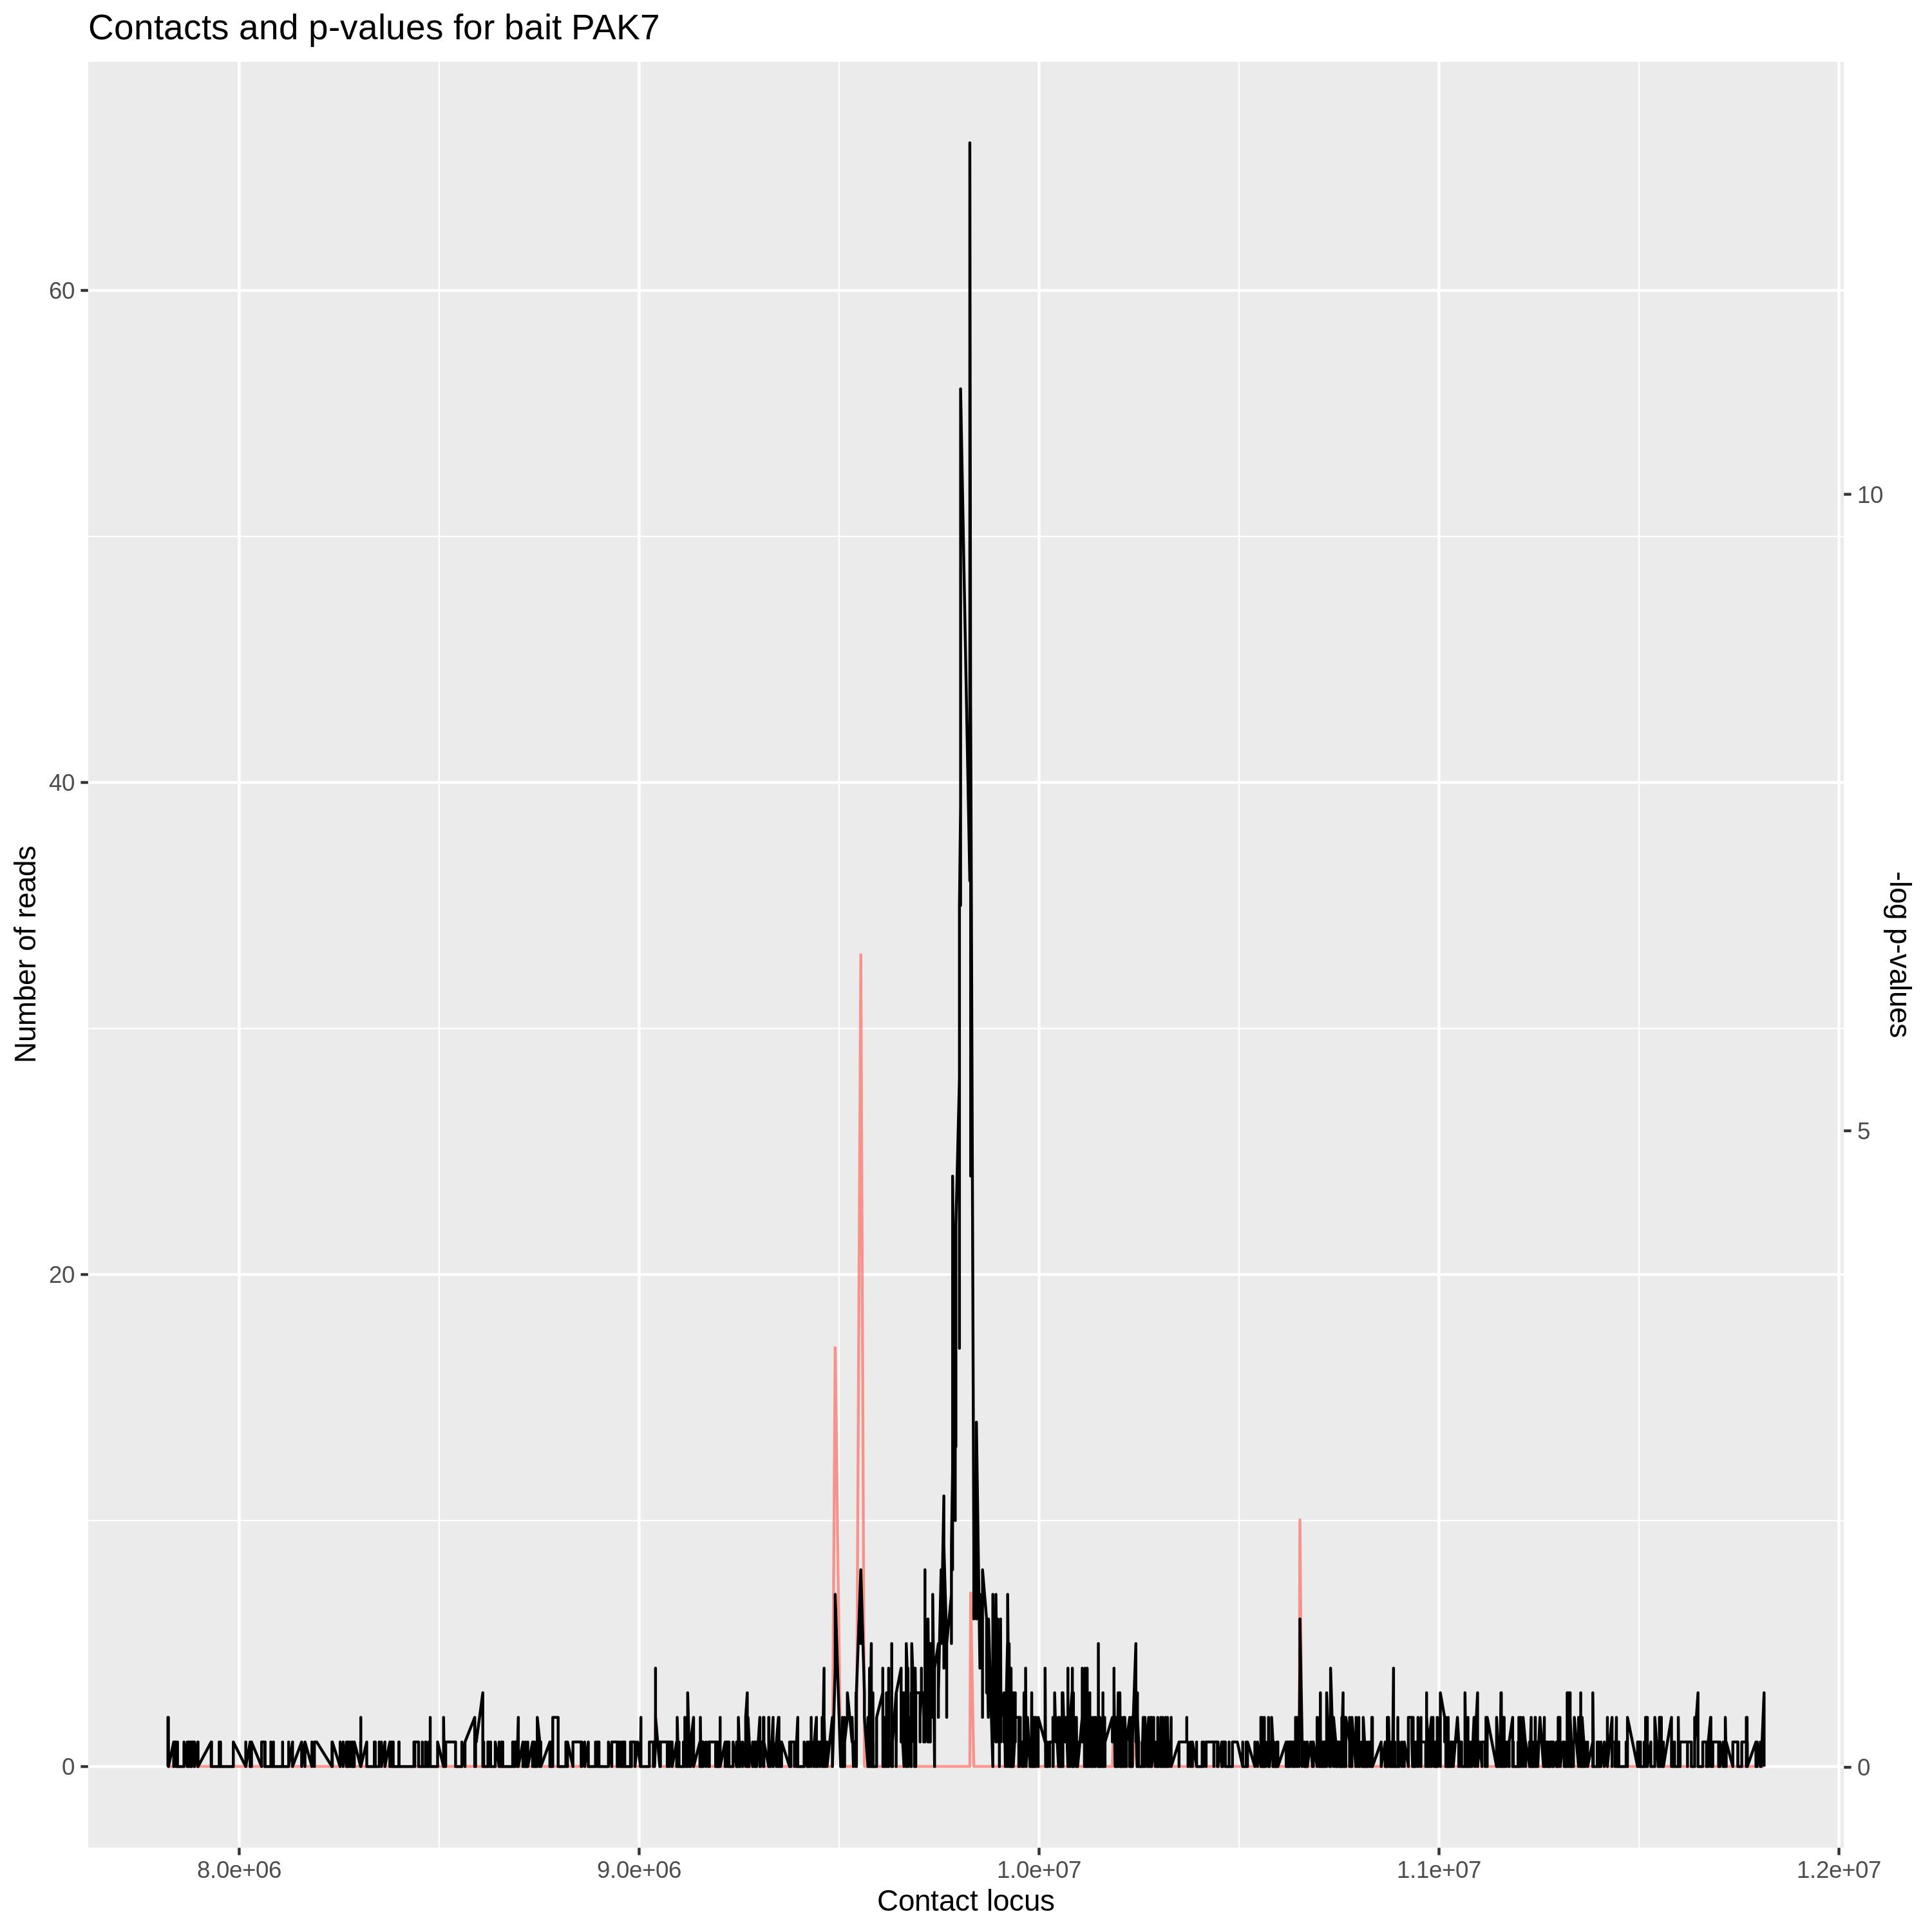 Contacts and p-values for bait PAK7
60
40
20
0
Number of reads
10
5
0
-log p-values
8.0e+06 9.0e+06 1.0e+07 1.1e+07 1.2e+07
Contact locus